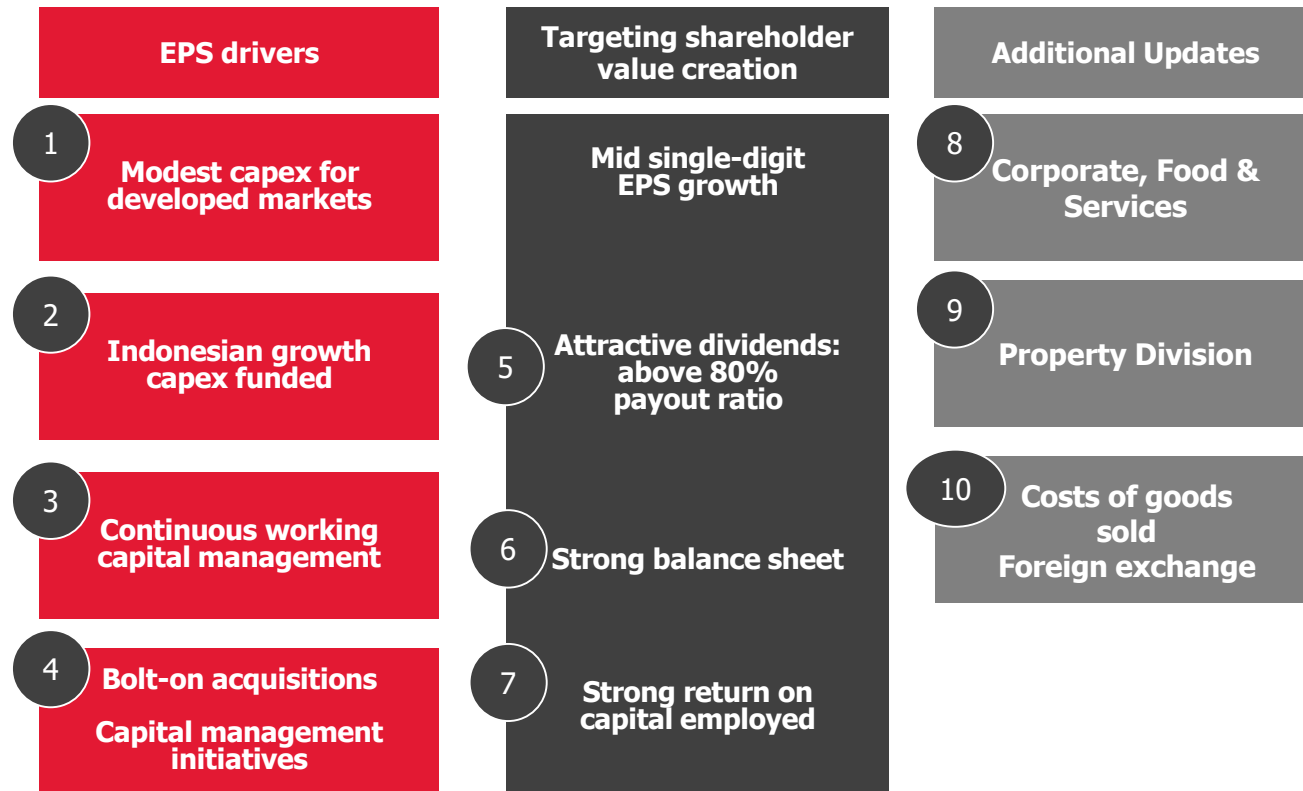 EPS drivers
1
Modest capex for
developed markets
2
Indonesian growth
capex funded
3
Continuous working
capital management
4
Bolt-on acquisitions
Capital management
initiatives
Targeting shareholder
value creation
Mid single-digit
EPS growth
5
Attractive dividends:
above 80%
payout ratio
6
Strong balance sheet
7
Strong return on
capital employed
Additional Updates
8
Corporate, Food &
Services
9
Property Division
10
Costs of goods
sold
Foreign exchange